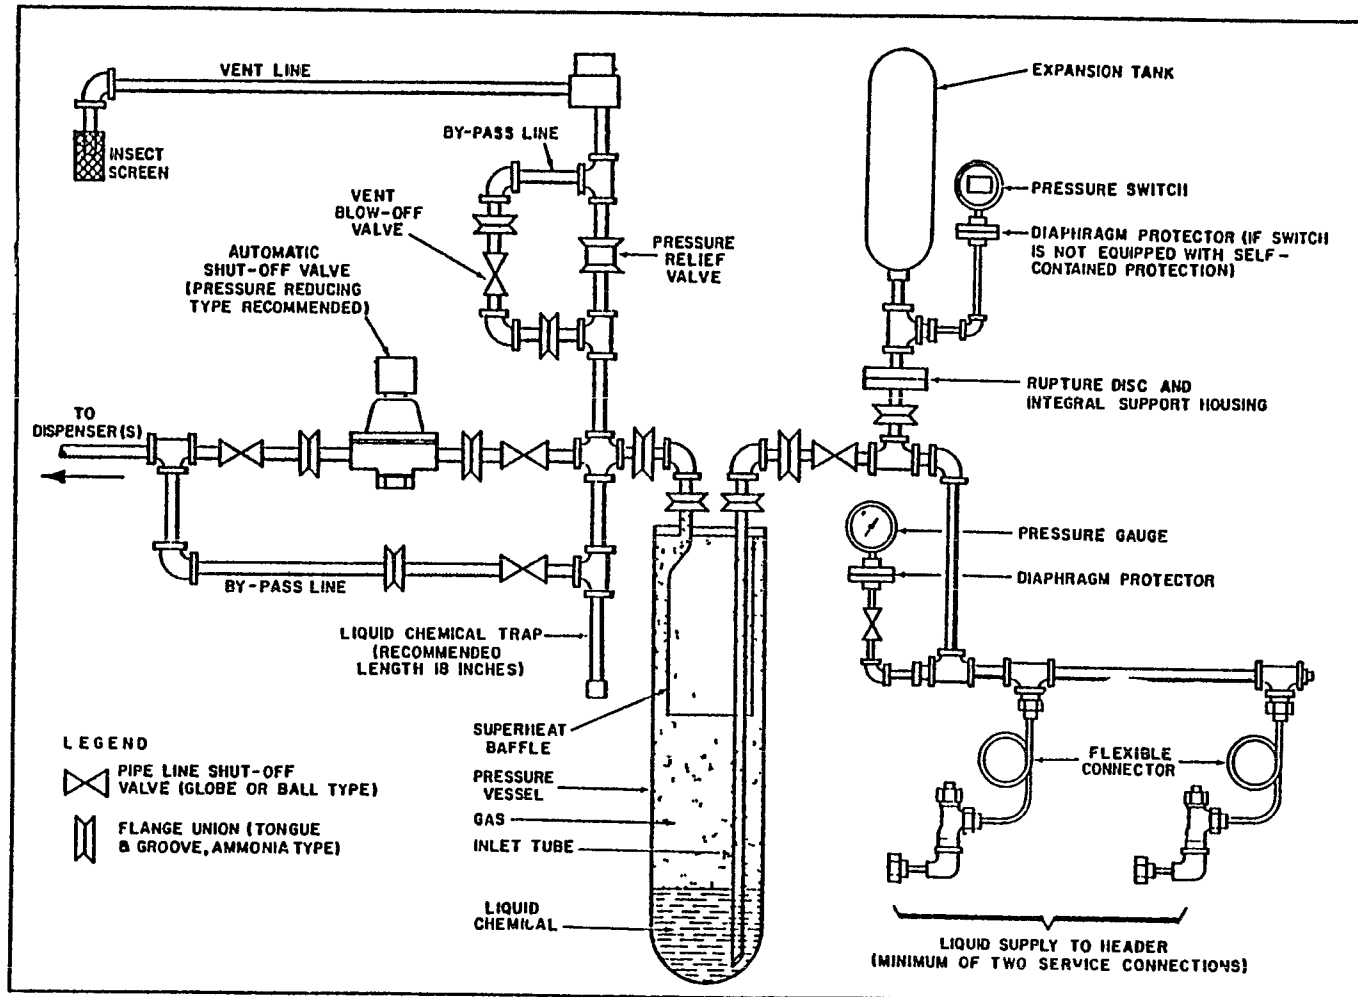 VENT LINE
INSECT
SCREEN
BY-PASS LINE
VENT
BLOW-OFF
VALVE
AUTOMATIC
SHUT-OFF VALVE
(PRESSURE REDUCING
TYPE RECOMMENDED)
PRESSURE
RELIEF
VALVE
EXPANSION TANK
PRESSURE SWITCH
DIAPHRAGM PROTECTOR (IF SWITCH
IS NOT EQUIPPED WITH SELF-
CONTAINED PROTECTION)
RUPTURE DISC AND
INTEGRAL SUPPORT HOUSING
TO
DISPENSER(S)
BY-PASS LINE
LIQUID CHEMICAL TRAP
(RECOMMENDED
LENGTH 18 INCHES)
PRESSURE GAUGE
DIAPHRAGM PROTECTOR
SUPERHEAT
BAFFLE
PRESSURE
VESSEL
GAS
INLET TUBE
LIQUID
CHEMICAL
FLEXIBLE
CONNECTOR
LIQUID SUPPLY TO HEADER
(MINIMUM OF TWO SERVICE CONNECTIONS)
LEGEND
PIPE LINE SHUT-OFF
VALVE (GLOBE OR BALL TYPE)
FLANGE UNION (TONGUE
& GROOVE, AMMONIA TYPE)